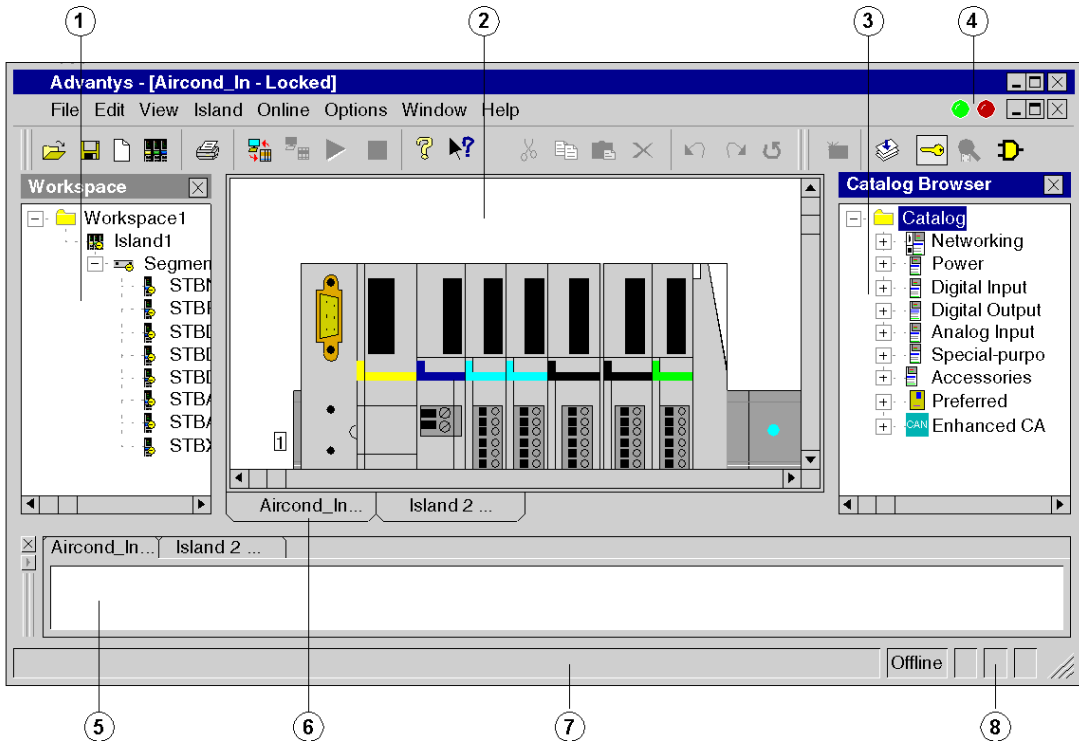 1 2 3 4
Advantys - [Aircond_In - Locked]
File Edit View Island Online Options Window Help
Workspace
Workspace1
Island1
Segmen
STBN
STBF
STBD
STBD
STBD
STBA
STBA
STBX
1
Aircond_In... Island 2 ...
Catalog Browser
Catalog
Networking
Power
Digital Input
Digital Output
Analog Input
Special-purpo
Accessories
Preferred
CAN Enhanced CA
Aircond_In... Island 2 ...
Offline
5 6 7 8